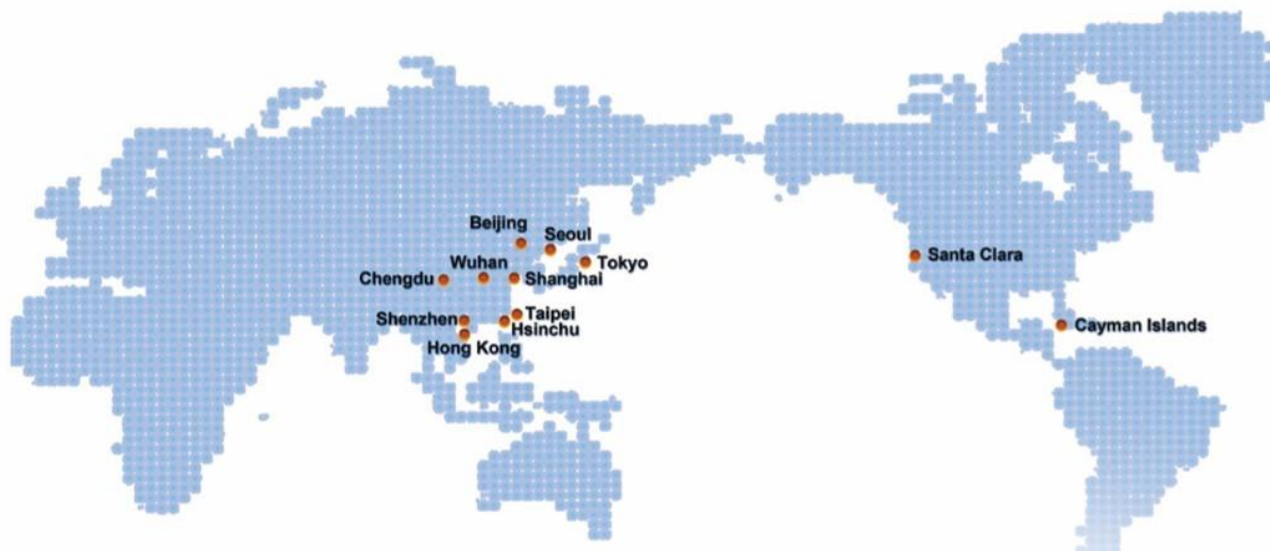 Beijing
Seoul
Wuhan
Tokyo
Santa Clara
Chengdu
Shanghai
Shenzhen
Taipei
Hsinchu
Hong Kong
Cayman Islands